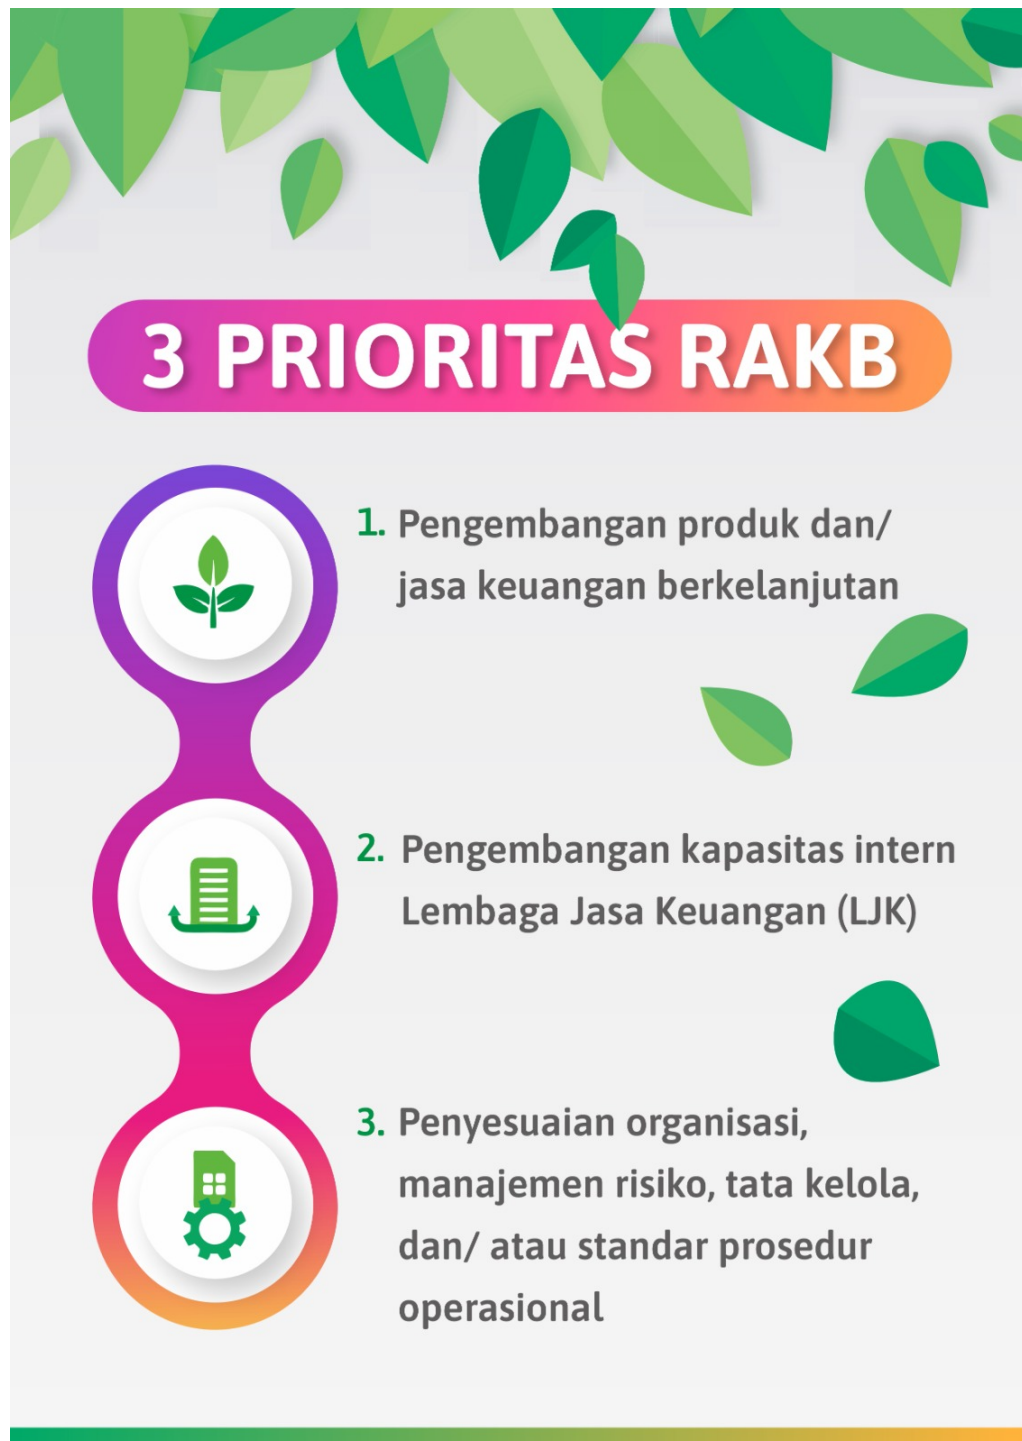 3 PRIORITAS RAKB
1. Pengembangan produk dan/
jasa keuangan berkelanjutan
2. Pengembangan kapasitas intern
Lembaga Jasa Keuangan (LJK)
3. Penyesuaian organisasi,
manajemen risiko, tata kelola,
dan/ atau standar prosedur
operasional